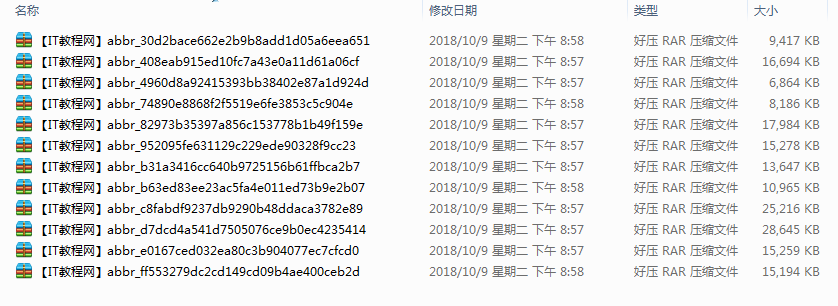 名称 修改日期 类型 大小
【IT教程网】abbr_30d2bace662e2b9b8add1d05a6eea651 2018/10/9 星期二 下午 8:58 好压 RAR 压缩文件 9,417 KB
【IT教程网】abbr_408eab915ed10fc7a43e0a11d61a06cf 2018/10/9 星期二 下午 8:57 好压 RAR 压缩文件 16,694 KB
【IT教程网】abbr_4960d8a92415393bb38402e87a1d924d 2018/10/9 星期二 下午 8:57 好压 RAR 压缩文件 6,864 KB
【IT教程网】abbr_74890e8868f2f5519e6fe3853c5c904e 2018/10/9 星期二 下午 8:58 好压 RAR 压缩文件 8,186 KB
【IT教程网】abbr_82973b35397a856c153778b1b49f159e 2018/10/9 星期二 下午 8:57 好压 RAR 压缩文件 17,984 KB
【IT教程网】abbr_952095fe631129c229ede90328f9cc23 2018/10/9 星期二 下午 8:57 好压 RAR 压缩文件 15,278 KB
【IT教程网】abbr_b31a3416cc640b9725156b61ffbca2b7 2018/10/9 星期二 下午 8:57 好压 RAR 压缩文件 13,647 KB
【IT教程网】abbr_b63ed83ee23ac5fa4e011ed73b9e2b07 2018/10/9 星期二 下午 8:58 好压 RAR 压缩文件 10,965 KB
【IT教程网】abbr_c8fabdf9237db9290b48ddaca3782e89 2018/10/9 星期二 下午 8:57 好压 RAR 压缩文件 25,216 KB
【IT教程网】abbr_d7dcd4a541d7505076ce9b0ec4235414 2018/10/9 星期二 下午 8:57 好压 RAR 压缩文件 28,645 KB
【IT教程网】abbr_e0167ced032ea80c3b904077ec7cfcd0 2018/10/9 星期二 下午 8:57 好压 RAR 压缩文件 15,259 KB
【IT教程网】abbr_ff553279dc2cd149cd09b4ae400ceb2d 2018/10/9 星期二 下午 8:58 好压 RAR 压缩文件 15,194 KB